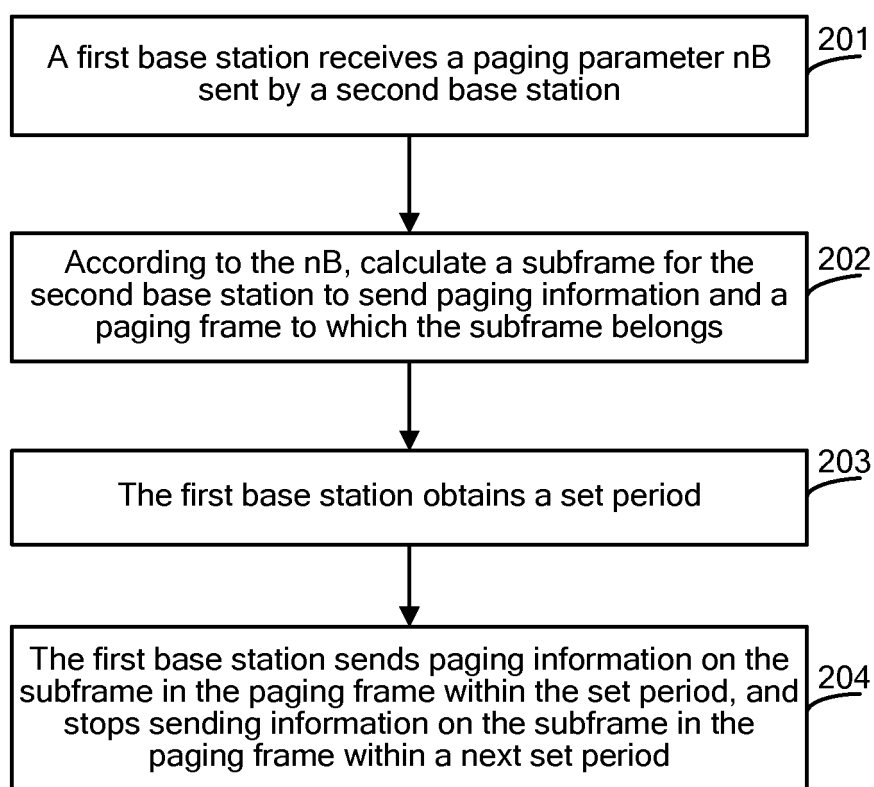 A first base station receives a paging parameter nB
sent by a second base station
201
According to the nB, calculate a subframe for the
second base station to send paging information and a
paging frame to which the subframe belongs
202
The first base station obtains a set period
203
The first base station sends paging information on the
subframe in the paging frame within the set period, and
stops sending information on the subframe in the
paging frame within a next set period
204